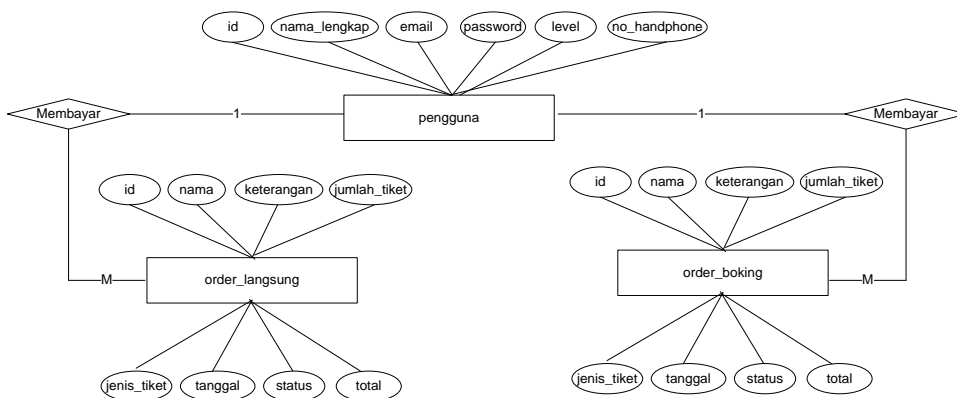 id nama_lengkap email password level no_handphone
Membayar 1 pengguna 1 Membayar
id nama keterangan jumlah_tiket
id nama keterangan jumlah_tiket
M order_langsung
order_boking M
jenis_tiket tanggal status total
jenis_tiket tanggal status total